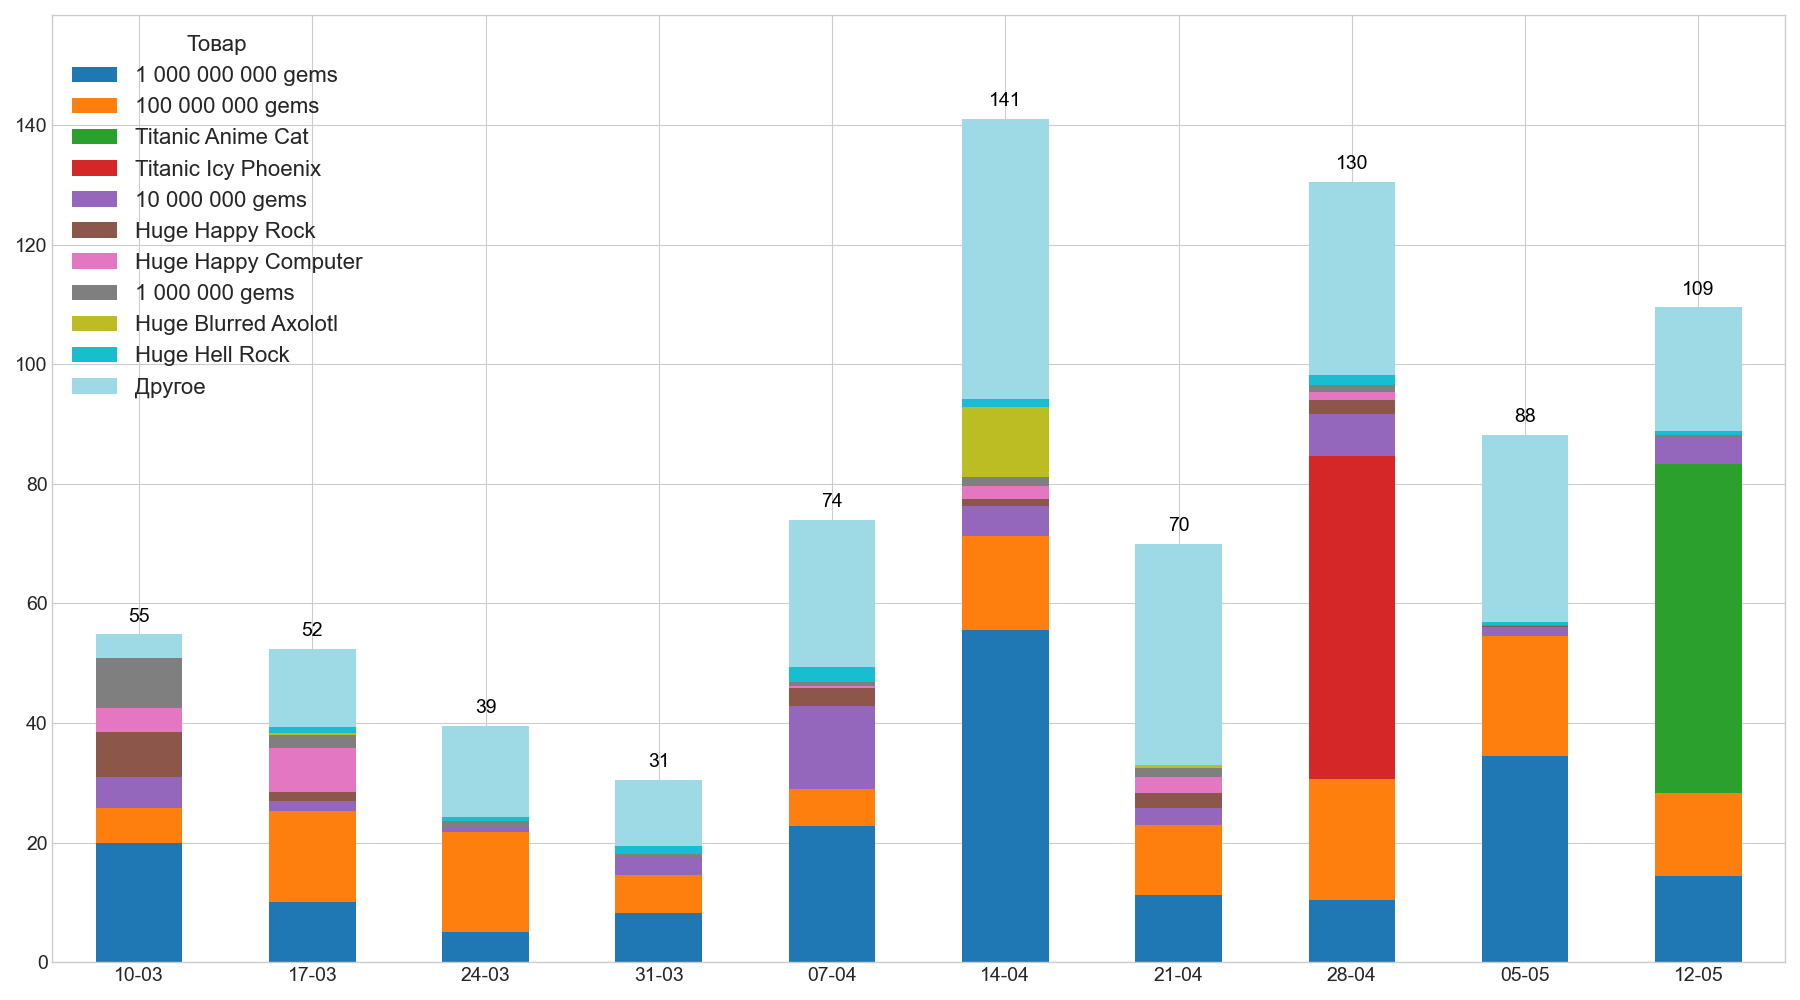 Товар
1 000 000 000 gems
100 000 000 gems
Titanic Anime Cat
Titanic Icy Phoenix
10 000 000 gems
Huge Happy Rock
Huge Happy Computer
1 000 000 gems
Huge Blurred Axolotl
Huge Hell Rock
Другое
140
120
100
80
60
40
20
0
55
52
39
31
74
141
70
130
88
109
10-03
17-03
24-03
31-03
07-04
14-04
21-04
28-04
05-05
12-05